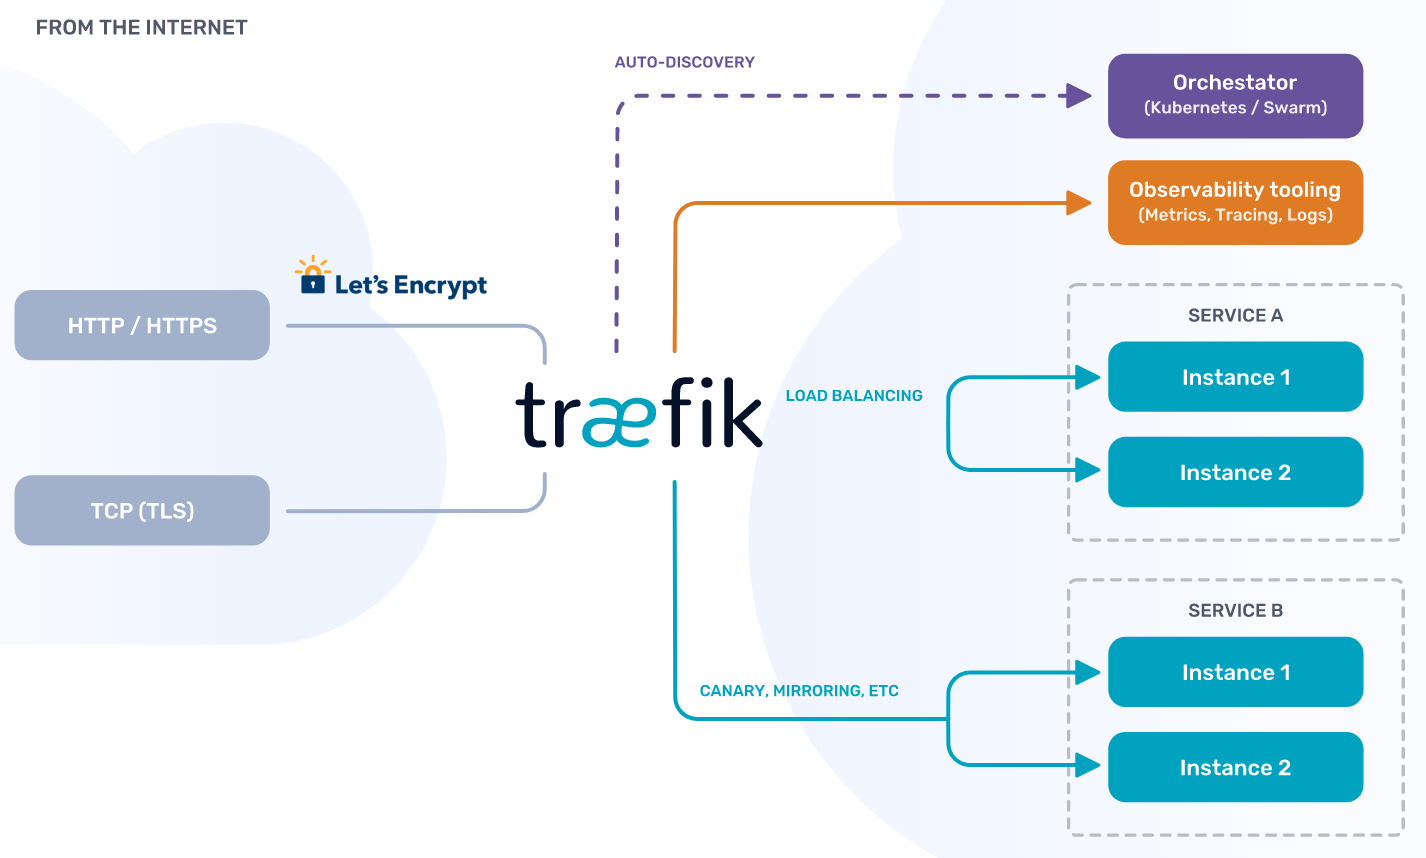 FROM THE INTERNET
AUTO-DISCOVERY
Orchestator
(Kubernetes / Swarm)
Observability tooling
(Metrics, Tracing, Logs)
Let's Encrypt
HTTP / HTTPS
TCP (TLS)
træfik
LOAD BALANCING
SERVICE A
Instance 1
Instance 2
CANARY, MIRRORING, ETC
SERVICE B
Instance 1
Instance 2